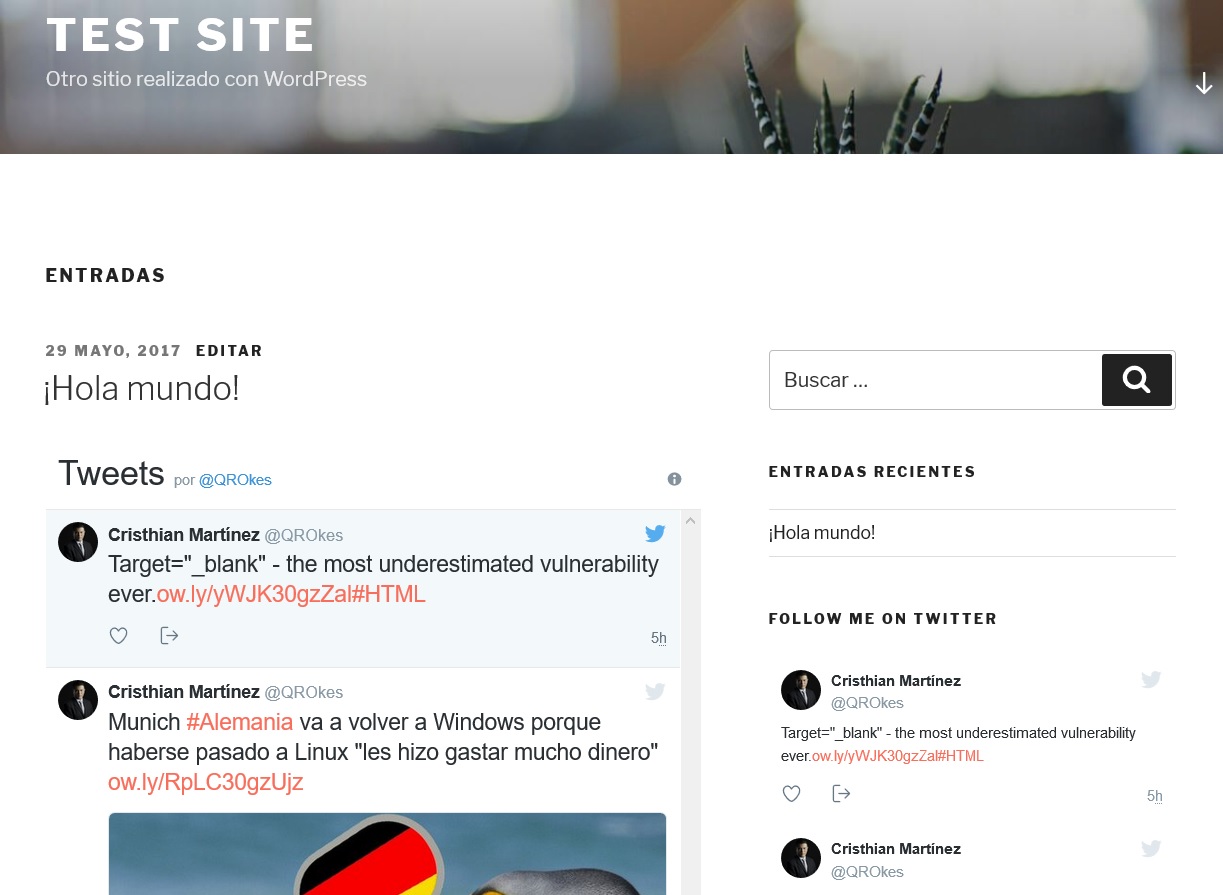 TEST SITE
Otro sitio realizado con WordPress
ENTRADAS
29 MAYO, 2017 EDITAR
¡Hola mundo!
Tweets por @QROkes
Cristhian Martínez @QROkes
Target="_blank" - the most underestimated vulnerability
ever.ow.ly/yWJK30gzZal#HTML
5h
Cristhian Martínez @QROkes
Munich #Alemania va a volver a Windows porque
haberse pasado a Linux "les hizo gastar mucho dinero"
ow.ly/RpLC30gzUjz
Buscar ...
ENTRADAS RECIENTES
¡Hola mundo!
FOLLOW ME ON TWITTER
Cristhian Martínez
@QROkes
Target="_blank" - the most underestimated vulnerability
ever.ow.ly/yWJK30gzZal#HTML
5h
Cristhian Martínez
@QROkes